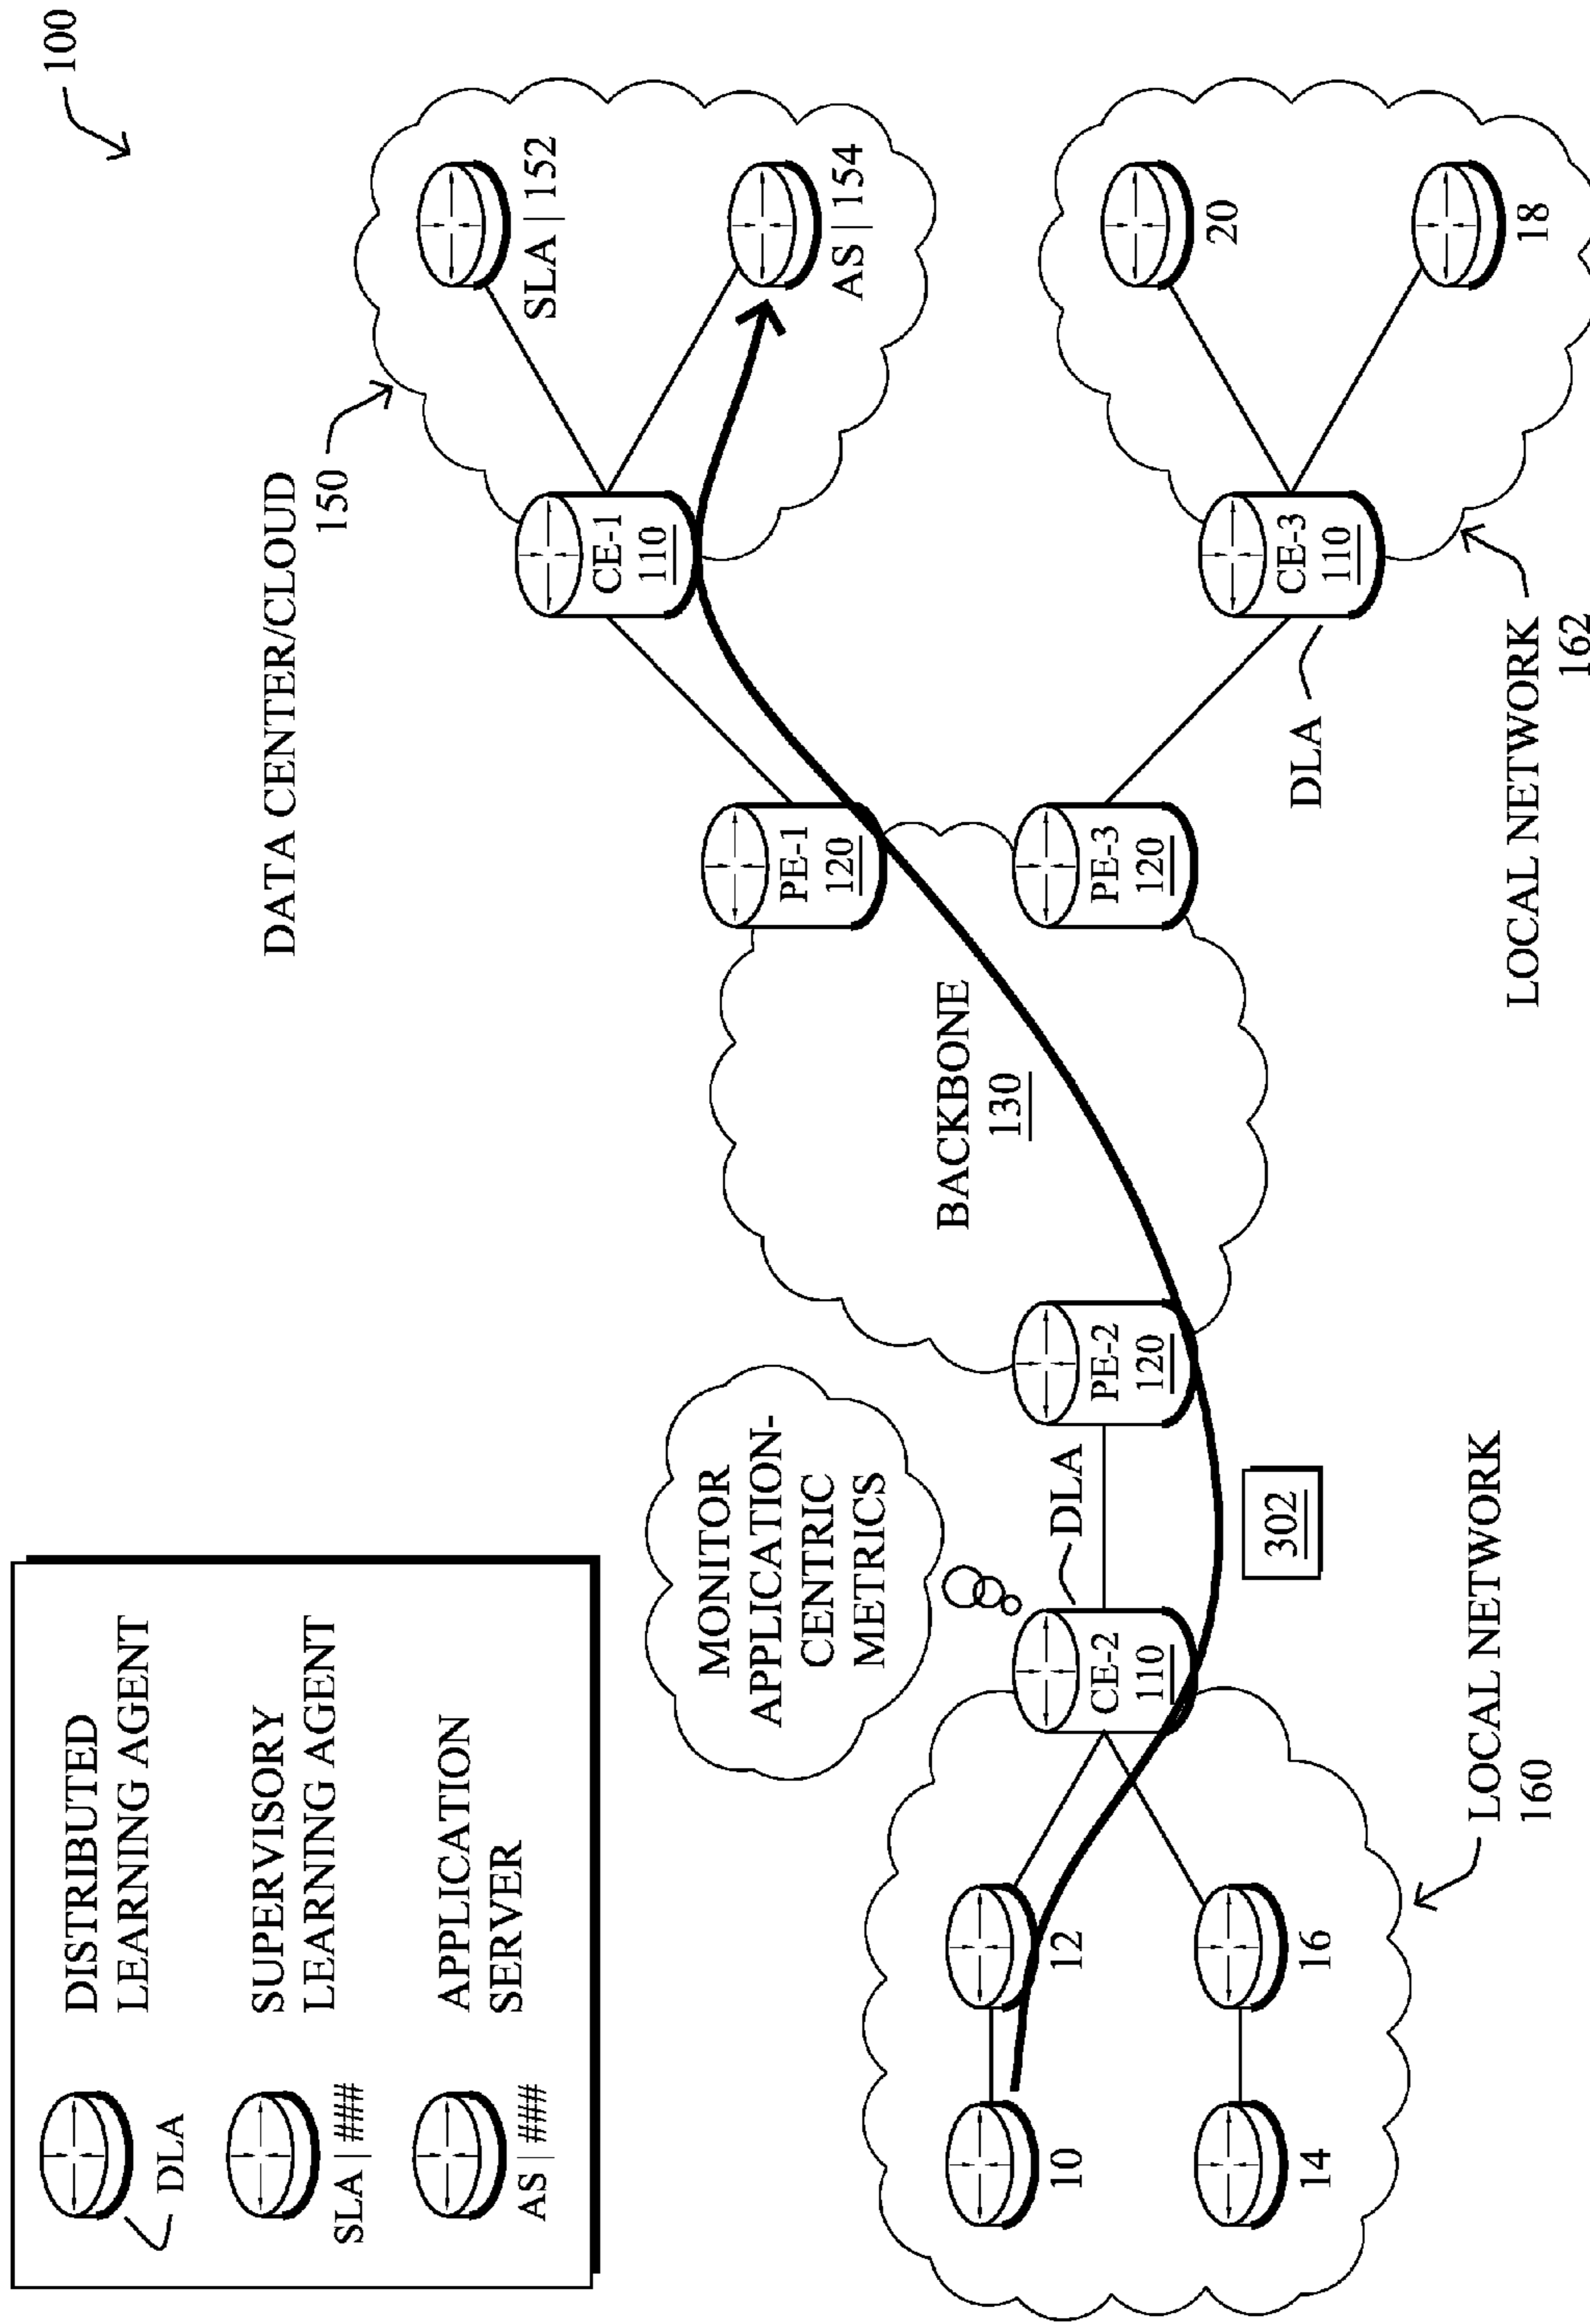 100
DISTRIBUTED
LEARNING AGENT
DLA
SUPERVISORY
LEARNING AGENT
SLA | ###
APPLICATION
SERVER
AS | ###
DATA CENTER/CLOUD
150
SLA | 152
CE-1
110
AS | 154
MONITOR
APPLICATION-
CENTRIC
METRICS
PE-1
120
BACKBONE
130
10
12
CE-2
110
DLA
PE-2
120
PE-3
120
20
14
16
302
DLA
CE-3
110
18
LOCAL NETWORK
160
LOCAL NETWORK
162